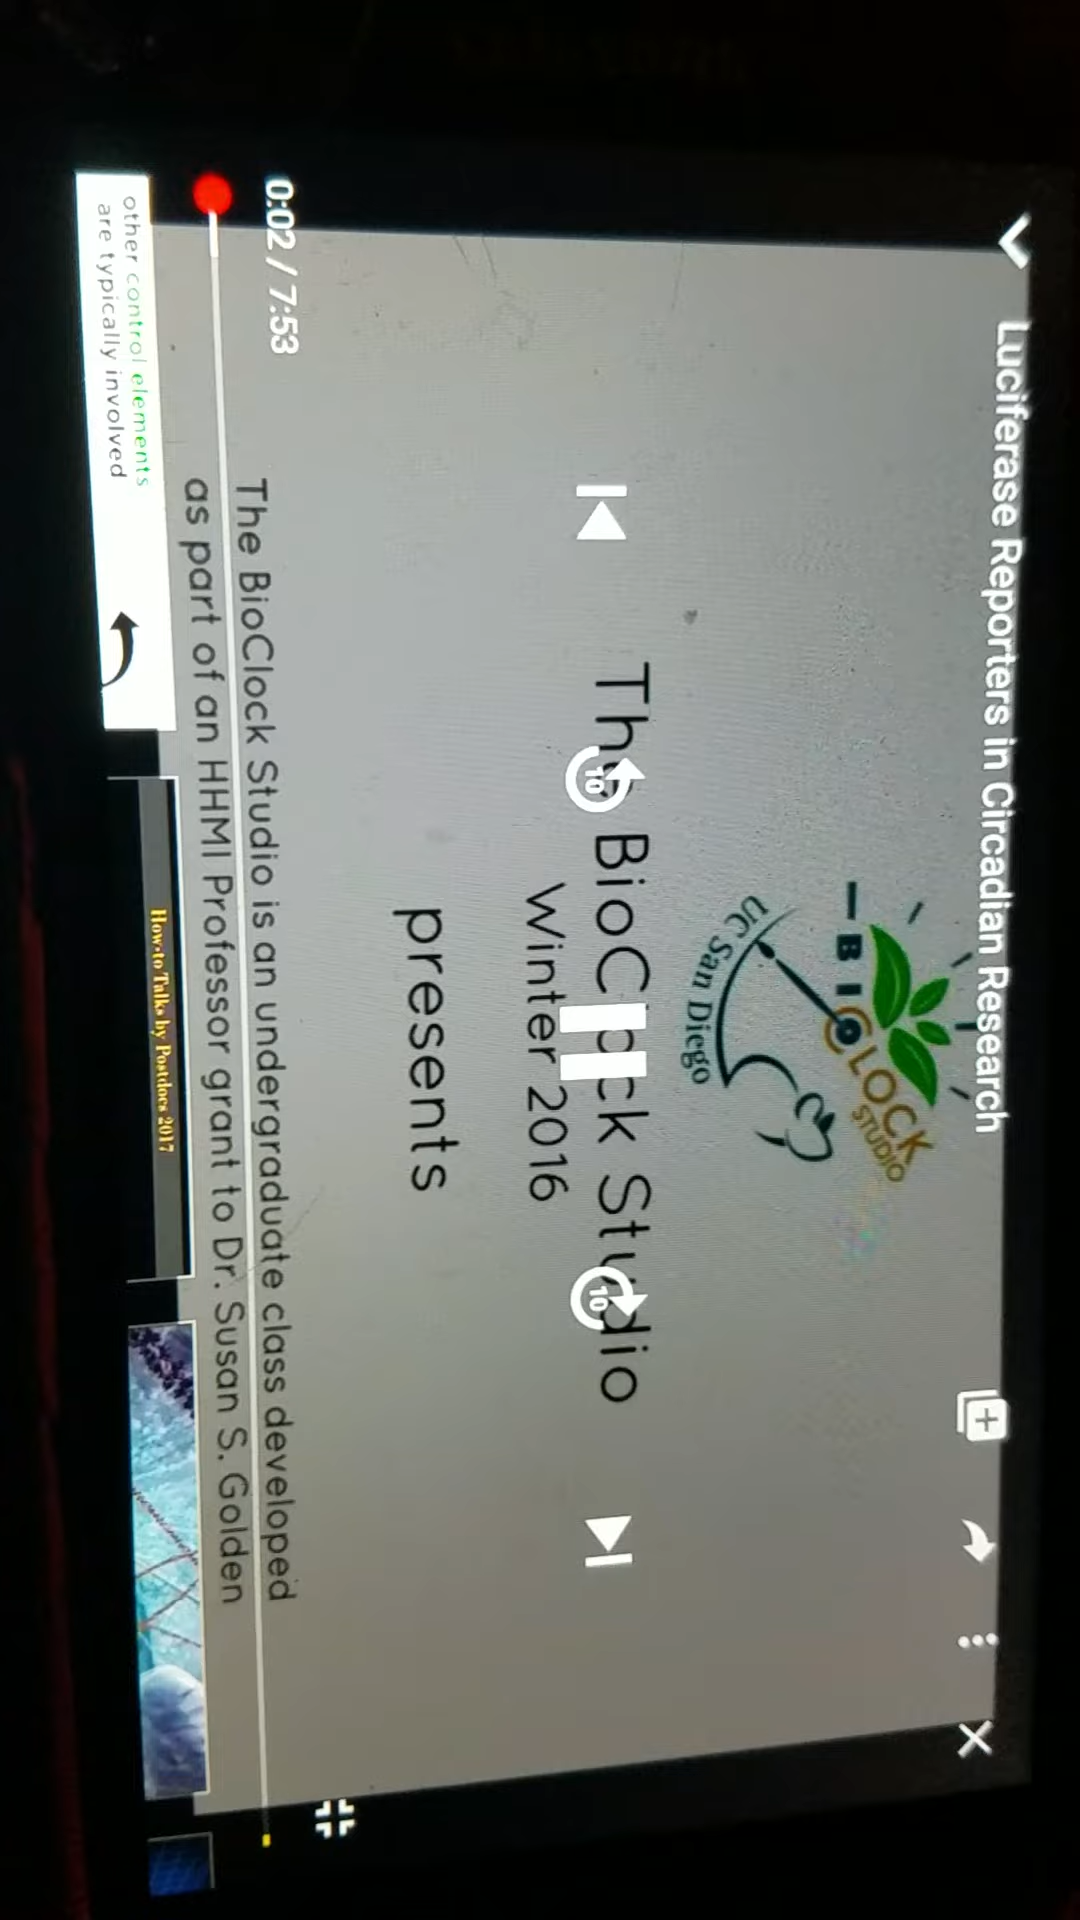 Luciferase Reporters in Circadian Research
BIOCLOCK
STUDIO
UC San Diego
The BioClock Studio
Winter 2016
presents
10
10
0:02 / 7:53
The BioClock Studio is an undergraduate class developed
as part of an HHMI Professor grant to Dr. Susan S. Golden
other control elements
are typically involved
How-to Talks by Postdocs 2017